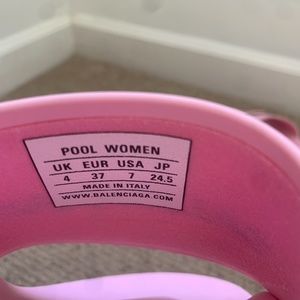 POOL WOMEN
UK EUR USA JP
4 37 7 24.5
MADE IN ITALY
WWW.BALENCIAGA.COM